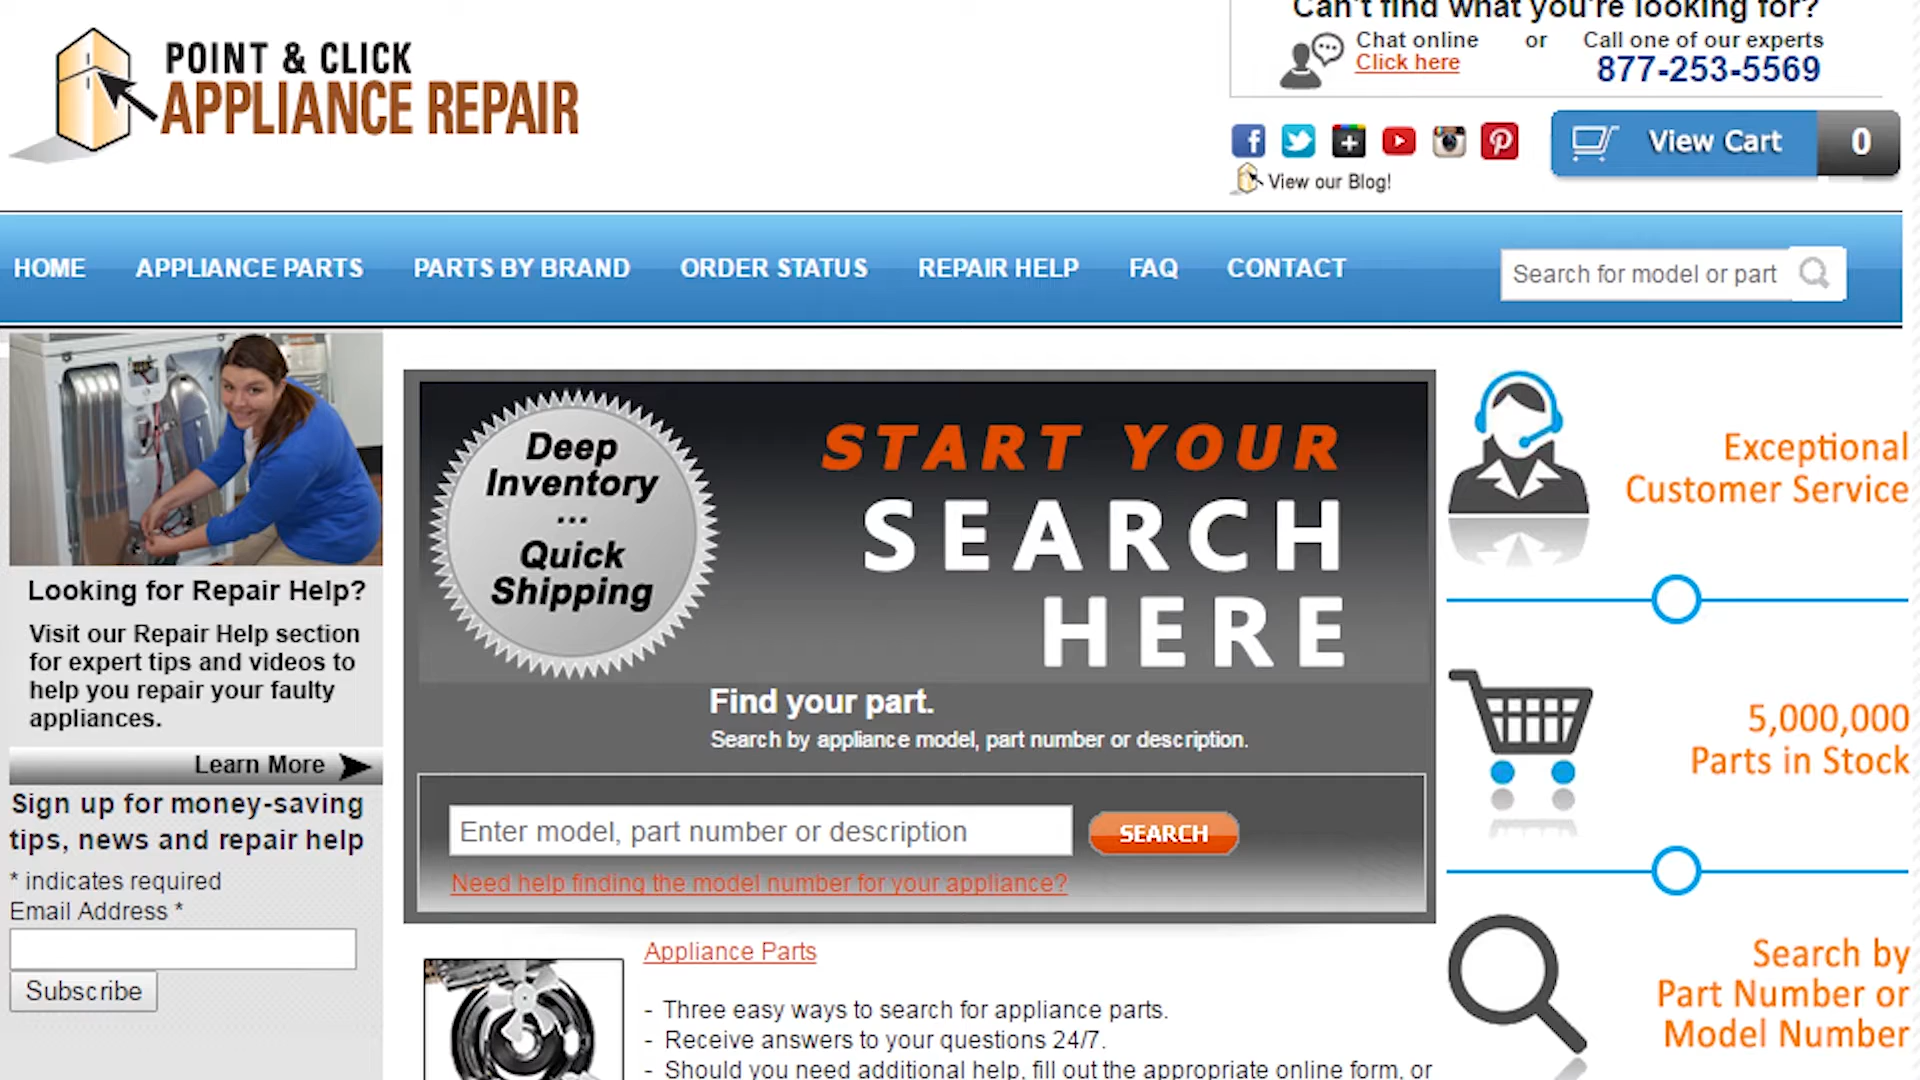 POINT & CLICK
APPLIANCE REPAIR
Can't find what you're looking for?
Chat online or Call one of our experts
Click here 877-253-5569
View Cart 0
View our Blog!
HOME APPLIANCE PARTS PARTS BY BRAND ORDER STATUS REPAIR HELP FAQ CONTACT
Search for model or part
Looking for Repair Help?
Visit our Repair Help section
for expert tips and videos to
help you repair your faulty
appliances.
Learn More
Sign up for money-saving
tips, news and repair help
* indicates required
Email Address *
Subscribe
Deep
Inventory
...
Quick
Shipping
START YOUR
SEARCH
HERE
Find your part.
Search by appliance model, part number or description.
Enter model, part number or description
SEARCH
Need help finding the model number for your appliance?
Appliance Parts
- Three easy ways to search for appliance parts.
- Receive answers to your questions 24/7.
- Should you need additional help, fill out the appropriate online form, or
Exceptional
Customer Service
5,000,000
Parts in Stock
Search by
Part Number or
Model Number